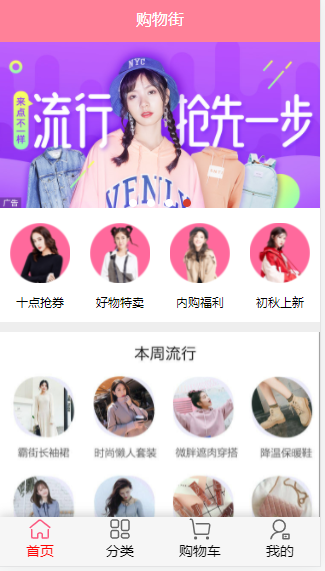 购物街
NYC
来点不一样
流行 抢先一步
广告
十点抢券 好物特卖 内购福利 初秋上新
本周流行
霸街长袖裙 时尚懒人套装 微胖遮肉穿搭 降温保暖鞋
首页 分类 购物车 我的